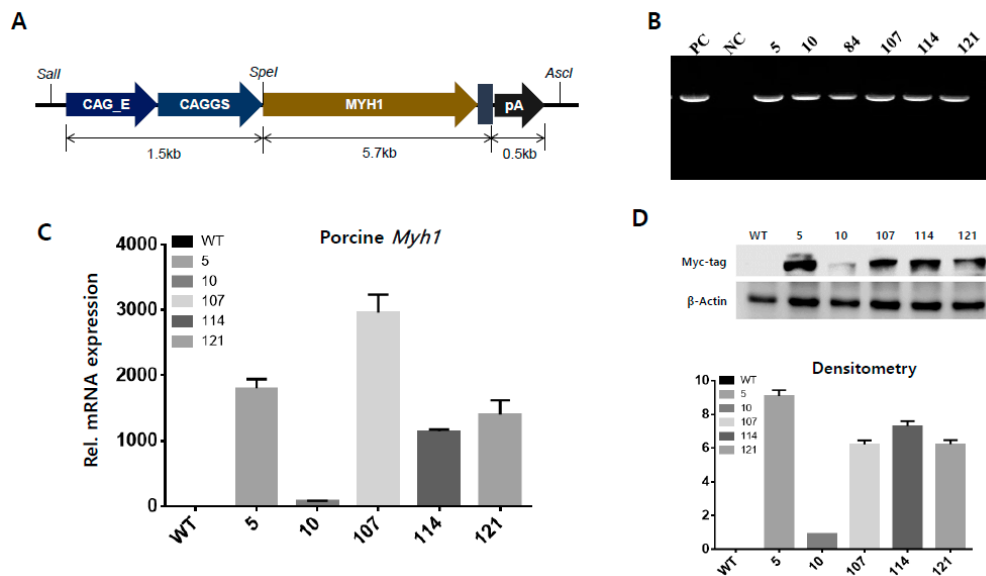 A
SalI
SpeI
AscI
CAG_E
CAGGS
MYH1
pA
1.5kb
5.7kb
0.5kb
B
PC
NC
5
10
84
107
114
121
C
Porcine Myh1
WT
5
10
107
114
121
Rel. mRNA expression
4000
3000
2000
1000
0
WT
5
10
107
114
121
D
WT
5
10
107
114
121
Myc-tag
β-Actin
Densitometry
WT
5
10
107
114
121
10
8
6
4
2
0
WT
5
10
107
114
121